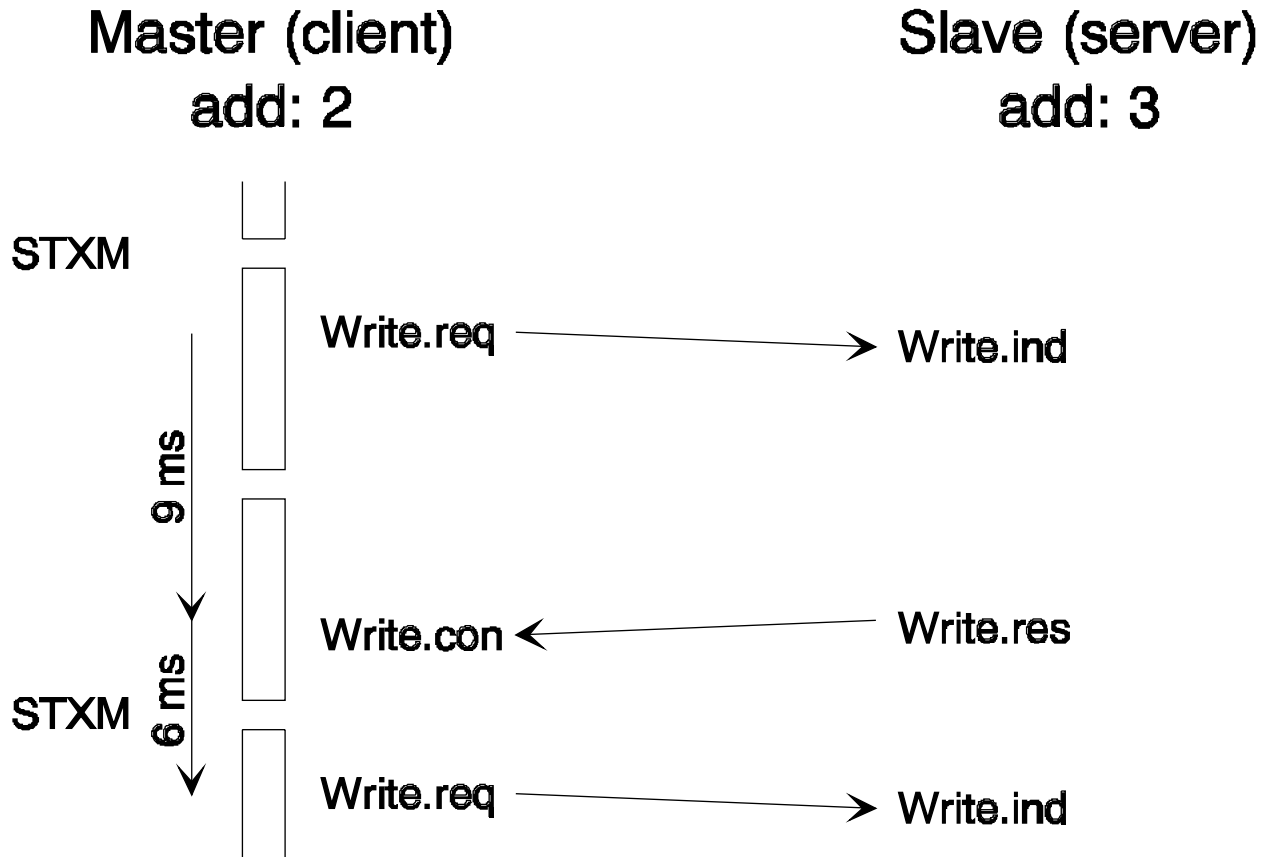 Master (client)
add: 2
Slave (server)
add: 3
STXM
Write.req
Write.ind
9 ms
Write.con
Write.res
6 ms
STXM
Write.req
Write.ind